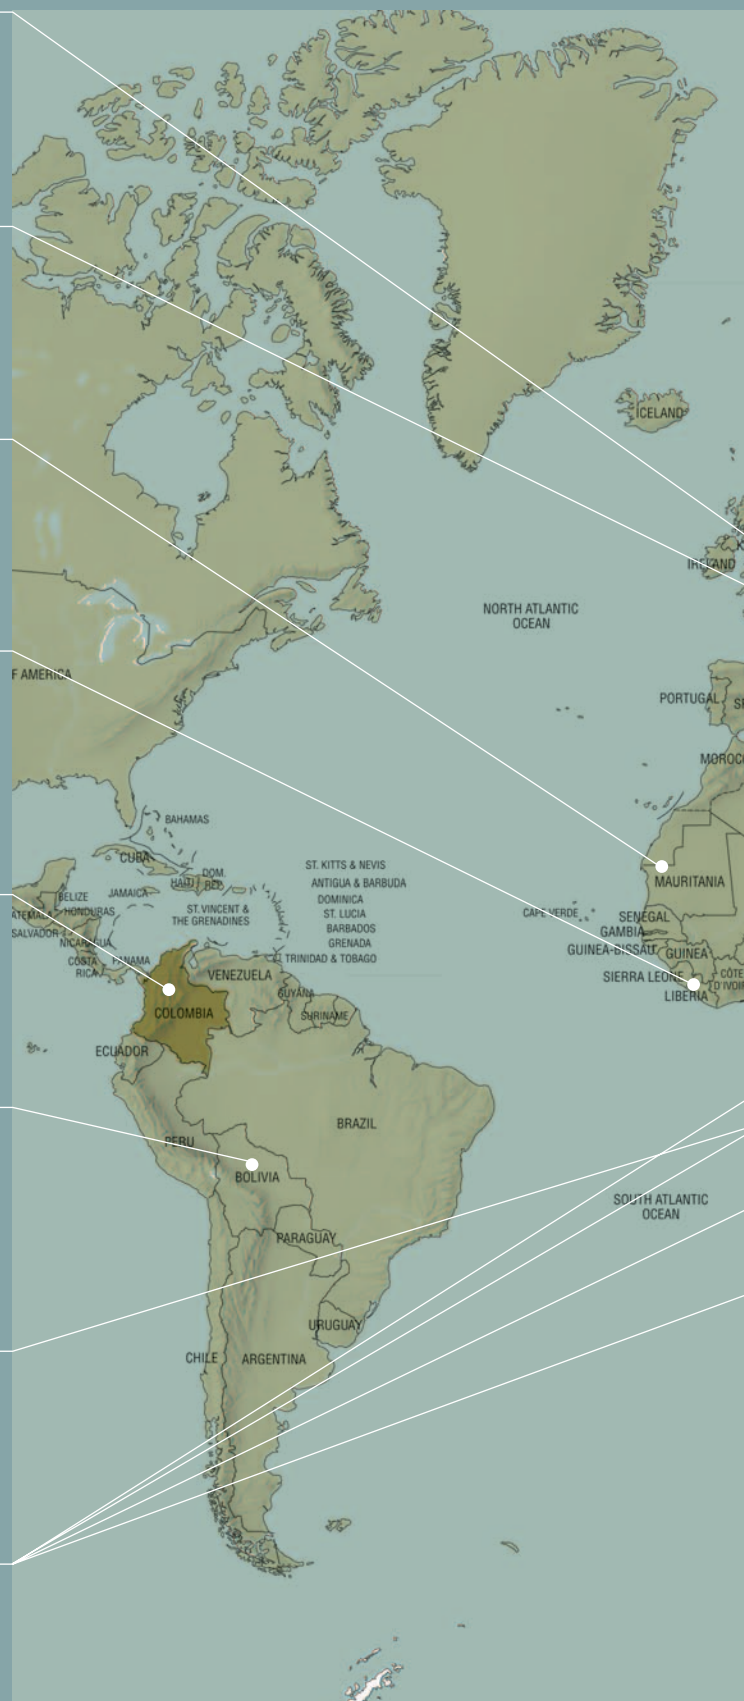 ICELAND
IRELAND
NORTH ATLANTIC
OCEAN
F AMERICA
PORTUGAL
SP
MOROCC
BAHAMAS
CUBA
DOM.
REP.
HAITI
ST. KITTS & NEVIS
ANTIGUA & BARBUDA
DOMINICA
ST. LUCIA
BARBADOS
GRENADA
TRINIDAD & TOBAGO
MAURITANIA
BELIZE
JAMAICA
HONDURAS
ATEMALA
SALVADOR
NICARAGUA
ST. VINCENT &
THE GRENADINES
COSTA
RICA
PANAMA
CAPE VERDE
SENEGAL
GAMBIA
GUINEA-BISSAU
GUINEA
SIERRA LEONE
CÔTE
D'IVOIR
LIBERIA
VENEZUELA
GUYANA
SURINAME
COLOMBIA
ECUADOR
BRAZIL
PERU
BOLIVIA
SOUTH ATLANTIC
OCEAN
PARAGUAY
URUGUAY
CHILE
ARGENTINA